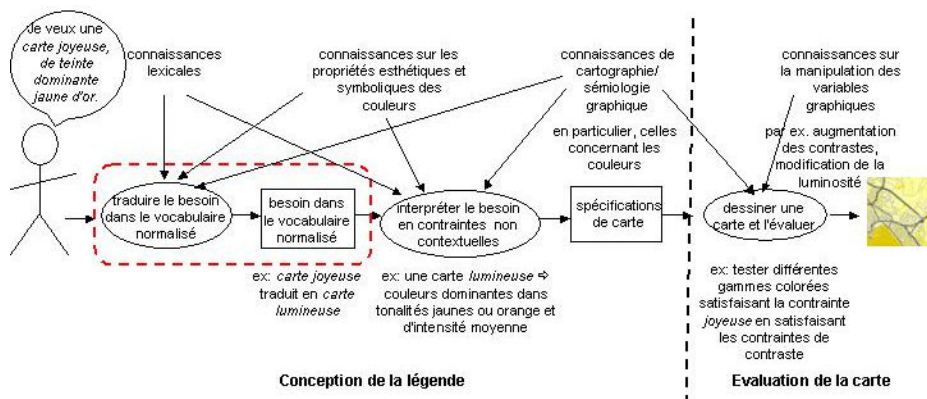 Je veux une
carte joyeuse,
de teinte
dominante
jaune d'or.
connaissances
lexicales
connaissances sur les
propriétés esthétiques et
symboliques des
couleurs
connaissances de
cartographie/
sémiologie
graphique
en particulier, celles
concernant les
couleurs
connaissances sur
la manipulation des
variables
graphiques
par ex. augmentation
des contrastes,
modification de la
luminosité
traduire le besoin
dans le vocabulaire
normalisé
besoin dans
le vocabulaire
normalisé
interpréter le besoin
en contraintes non
contextuelles
spécifications
de carte
dessiner une
carte et l'évaluer
ex: carte joyeuse
traduit en carte
lumineuse
ex: une carte lumineuse ⇨
couleurs dominantes dans
tonalités jaunes ou orange et
d'intensité moyenne
ex: tester différentes
gammes colorées
satisfaisant la contrainte
joyeuse en satisfaisant
les contraintes de
contraste
Conception de la légende
Evaluation de la carte